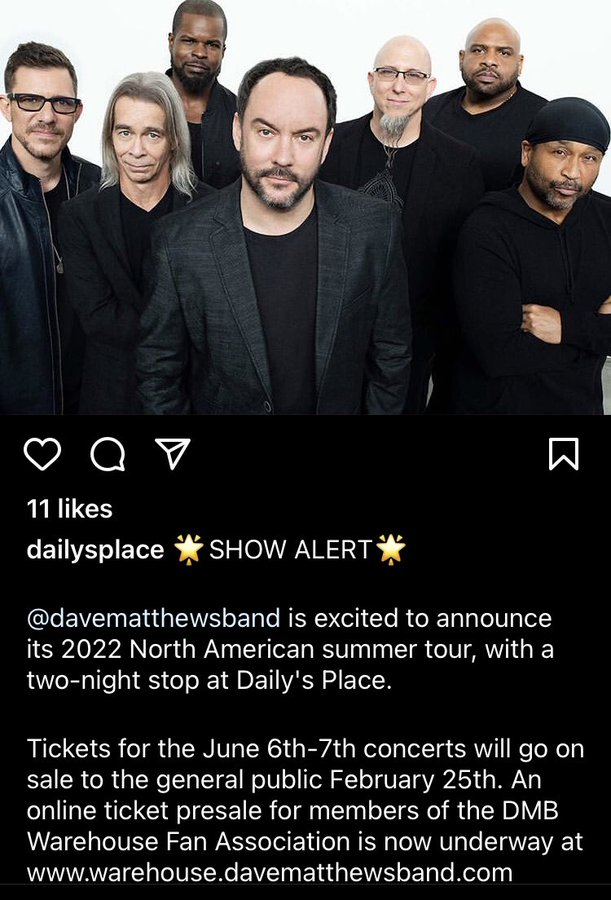 11 likes
dailysplace 🌟SHOW ALERT🌟
@davematthewsband is excited to announce
its 2022 North American summer tour, with a
two-night stop at Daily's Place.
Tickets for the June 6th-7th concerts will go on
sale to the general public February 25th. An
online ticket presale for members of the DMB
Warehouse Fan Association is now underway at
www.warehouse.davematthewsband.com